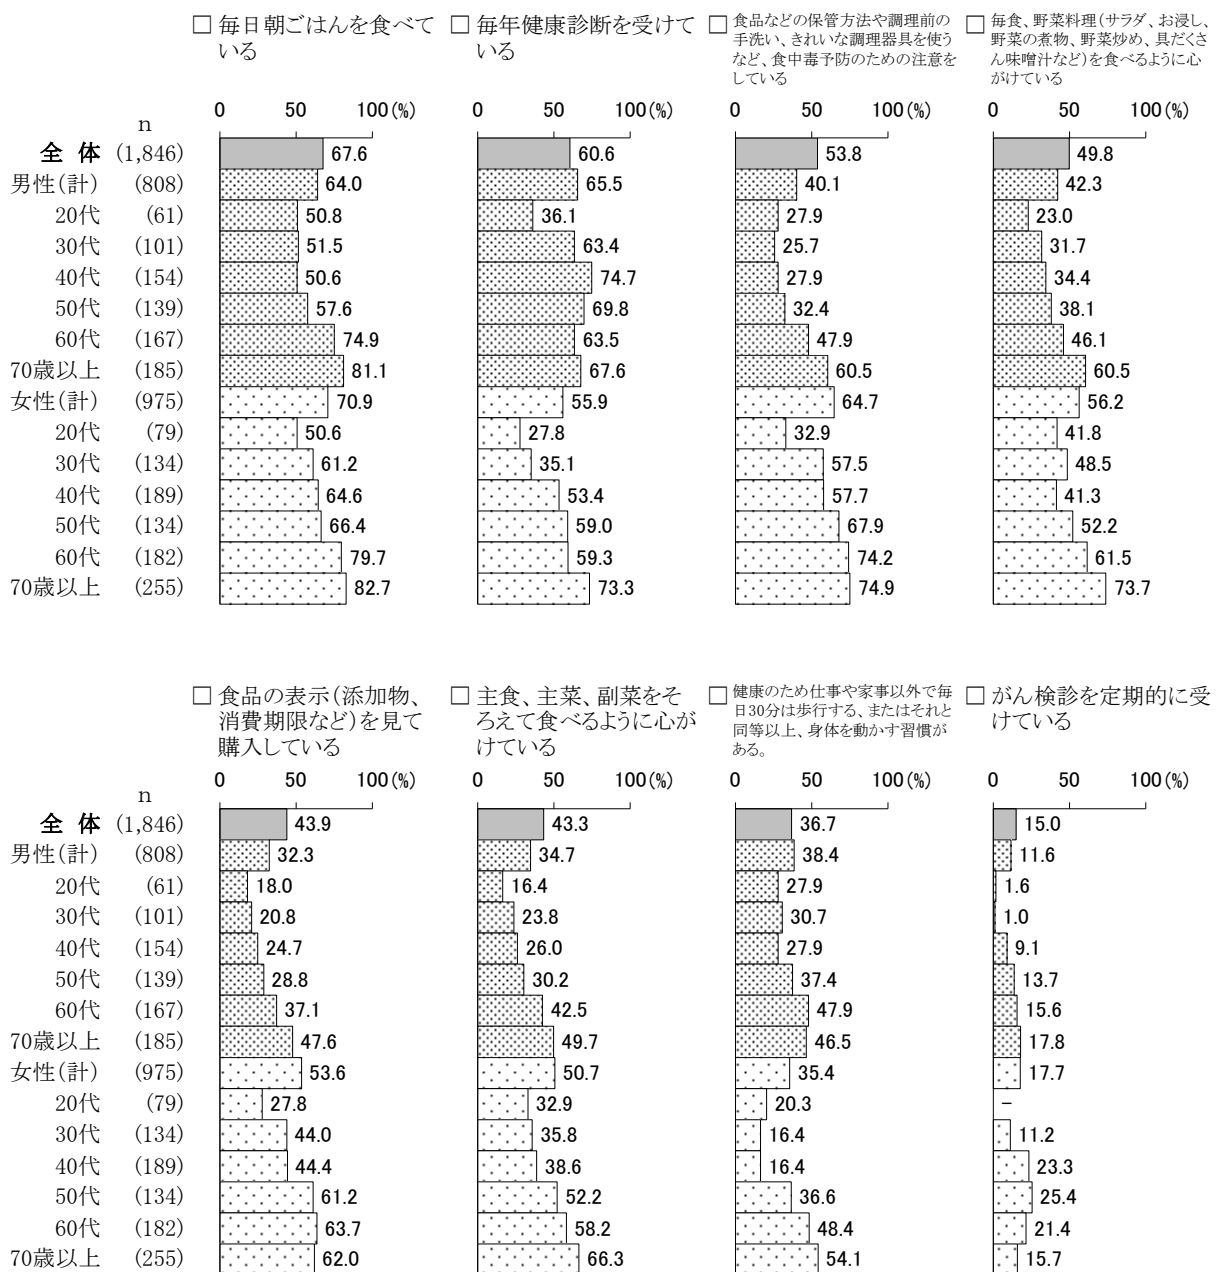 □ 毎日朝ごはんを食べて
いる
□ 毎年健康診断を受けて
いる
□ 食品などの保管方法や調理前の
手洗い、きれいな調理器具を使う
など、食中毒予防のための注意を
している
□ 毎食、野菜料理(サラダ、お浸し、
野菜の煮物、野菜炒め、具だくさ
ん味噌汁など)を食べるように心
がけている
0 50 100(%) 0 50 100(%) 0 50 100(%) 0 50 100(%)
n
全 体 (1,846) 67.6 60.6 53.8 49.8
男性(計) (808) 64.0 65.5 40.1 42.3
20代 (61) 50.8 36.1 27.9 23.0
30代 (101) 51.5 63.4 25.7 31.7
40代 (154) 50.6 74.7 27.9 34.4
50代 (139) 57.6 69.8 32.4 38.1
60代 (167) 74.9 63.5 47.9 46.1
70歳以上 (185) 81.1 67.6 60.5 60.5
女性(計) (975) 70.9 55.9 64.7 56.2
20代 (79) 50.6 27.8 32.9 41.8
30代 (134) 61.2 35.1 57.5 48.5
40代 (189) 64.6 53.4 57.7 41.3
50代 (134) 66.4 59.0 67.9 52.2
60代 (182) 79.7 59.3 74.2 61.5
70歳以上 (255) 82.7 73.3 74.9 73.7
□ 食品の表示(添加物、
消費期限など)を見て
購入している
□ 主食、主菜、副菜をそ
ろえて食べるように心が
けている
□ 健康のため仕事や家事以外で毎
日30分は歩行する、またはそれと
同等以上、身体を動かす習慣が
ある。
□ がん検診を定期的に受
けている
0 50 100(%) 0 50 100(%) 0 50 100(%) 0 50 100(%)
n
全 体 (1,846) 43.9 43.3 36.7 15.0
男性(計) (808) 32.3 34.7 38.4 11.6
20代 (61) 18.0 16.4 27.9 1.6
30代 (101) 20.8 23.8 30.7 1.0
40代 (154) 24.7 26.0 27.9 9.1
50代 (139) 28.8 30.2 37.4 13.7
60代 (167) 37.1 42.5 47.9 15.6
70歳以上 (185) 47.6 49.7 46.5 17.8
女性(計) (975) 53.6 50.7 35.4 17.7
20代 (79) 27.8 32.9 20.3 −
30代 (134) 44.0 35.8 16.4 11.2
40代 (189) 44.4 38.6 16.4 23.3
50代 (134) 61.2 52.2 36.6 25.4
60代 (182) 63.7 58.2 48.4 21.4
70歳以上 (255) 62.0 66.3 54.1 15.7